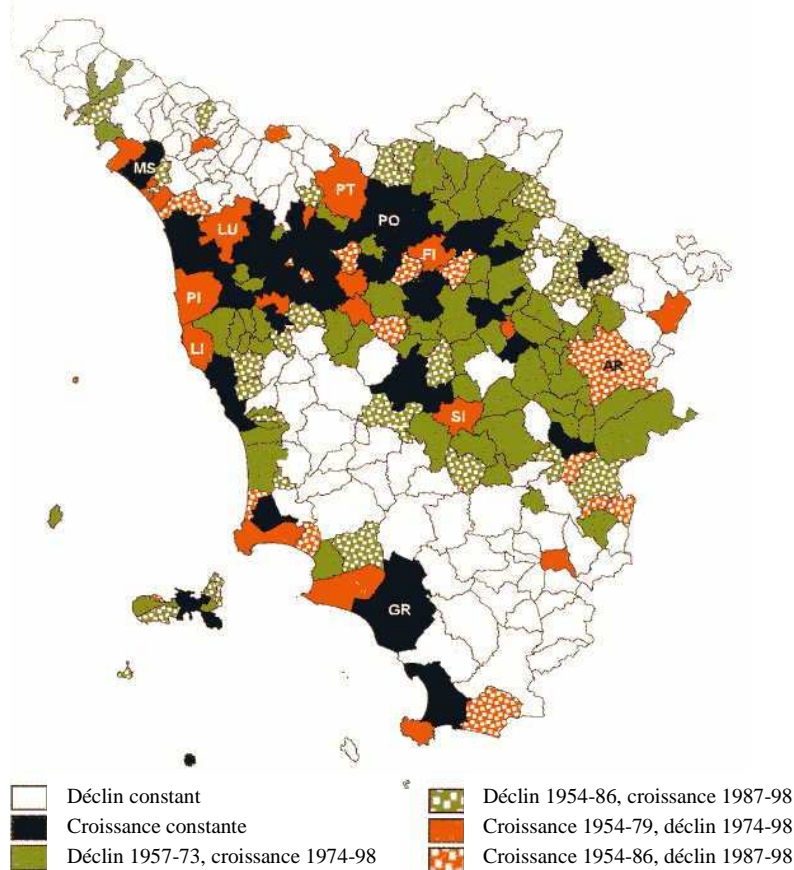 MS
PT
PO
LU
FI
PI
LI
AR
SI
GR
Déclin constant
Croissance constante
Déclin 1957-73, croissance 1974-98
Déclin 1954-86, croissance 1987-98
Croissance 1954-79, déclin 1974-98
Croissance 1954-86, déclin 1987-98